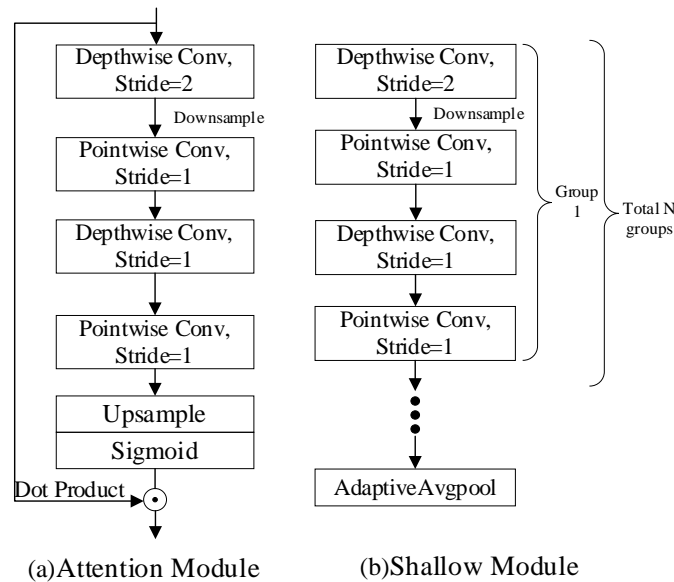 Depthwise Conv,
Stride=2
Downsample
Pointwise Conv,
Stride=1
Depthwise Conv,
Stride=1
Pointwise Conv,
Stride=1
Upsample
Sigmoid
Dot Product
(a)Attention Module
Depthwise Conv,
Stride=2
Downsample
Pointwise Conv,
Stride=1
Depthwise Conv,
Stride=1
Pointwise Conv,
Stride=1
AdaptiveAvgpool
Group
1
Total N
groups
(b)Shallow Module